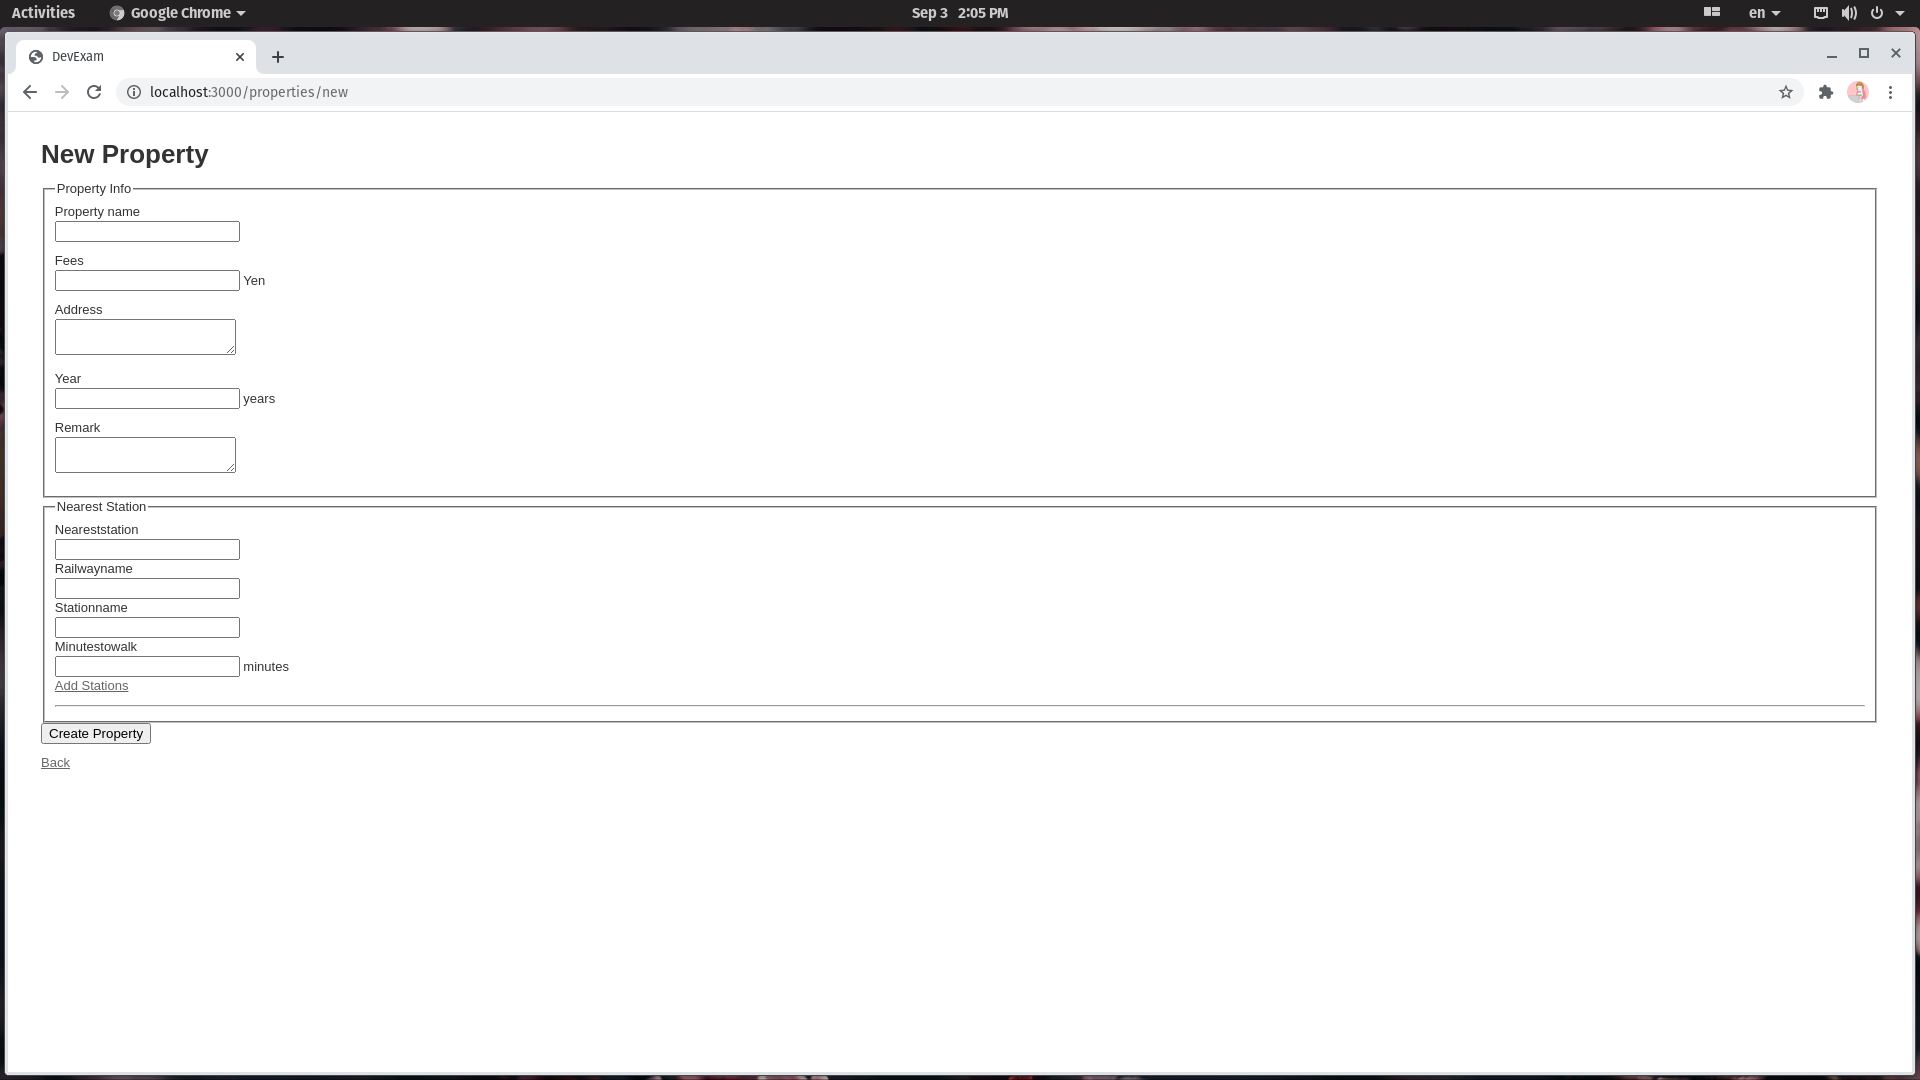 Activities
Google Chrome
Sep 3 2:05 PM
en
DevExam
localhost:3000/properties/new
New Property
Property Info
Property name
Fees
Yen
Address
Year
years
Remark
Nearest Station
Neareststation
Railwayname
Stationname
Minutestowalk
minutes
Add Stations
Create Property
Back